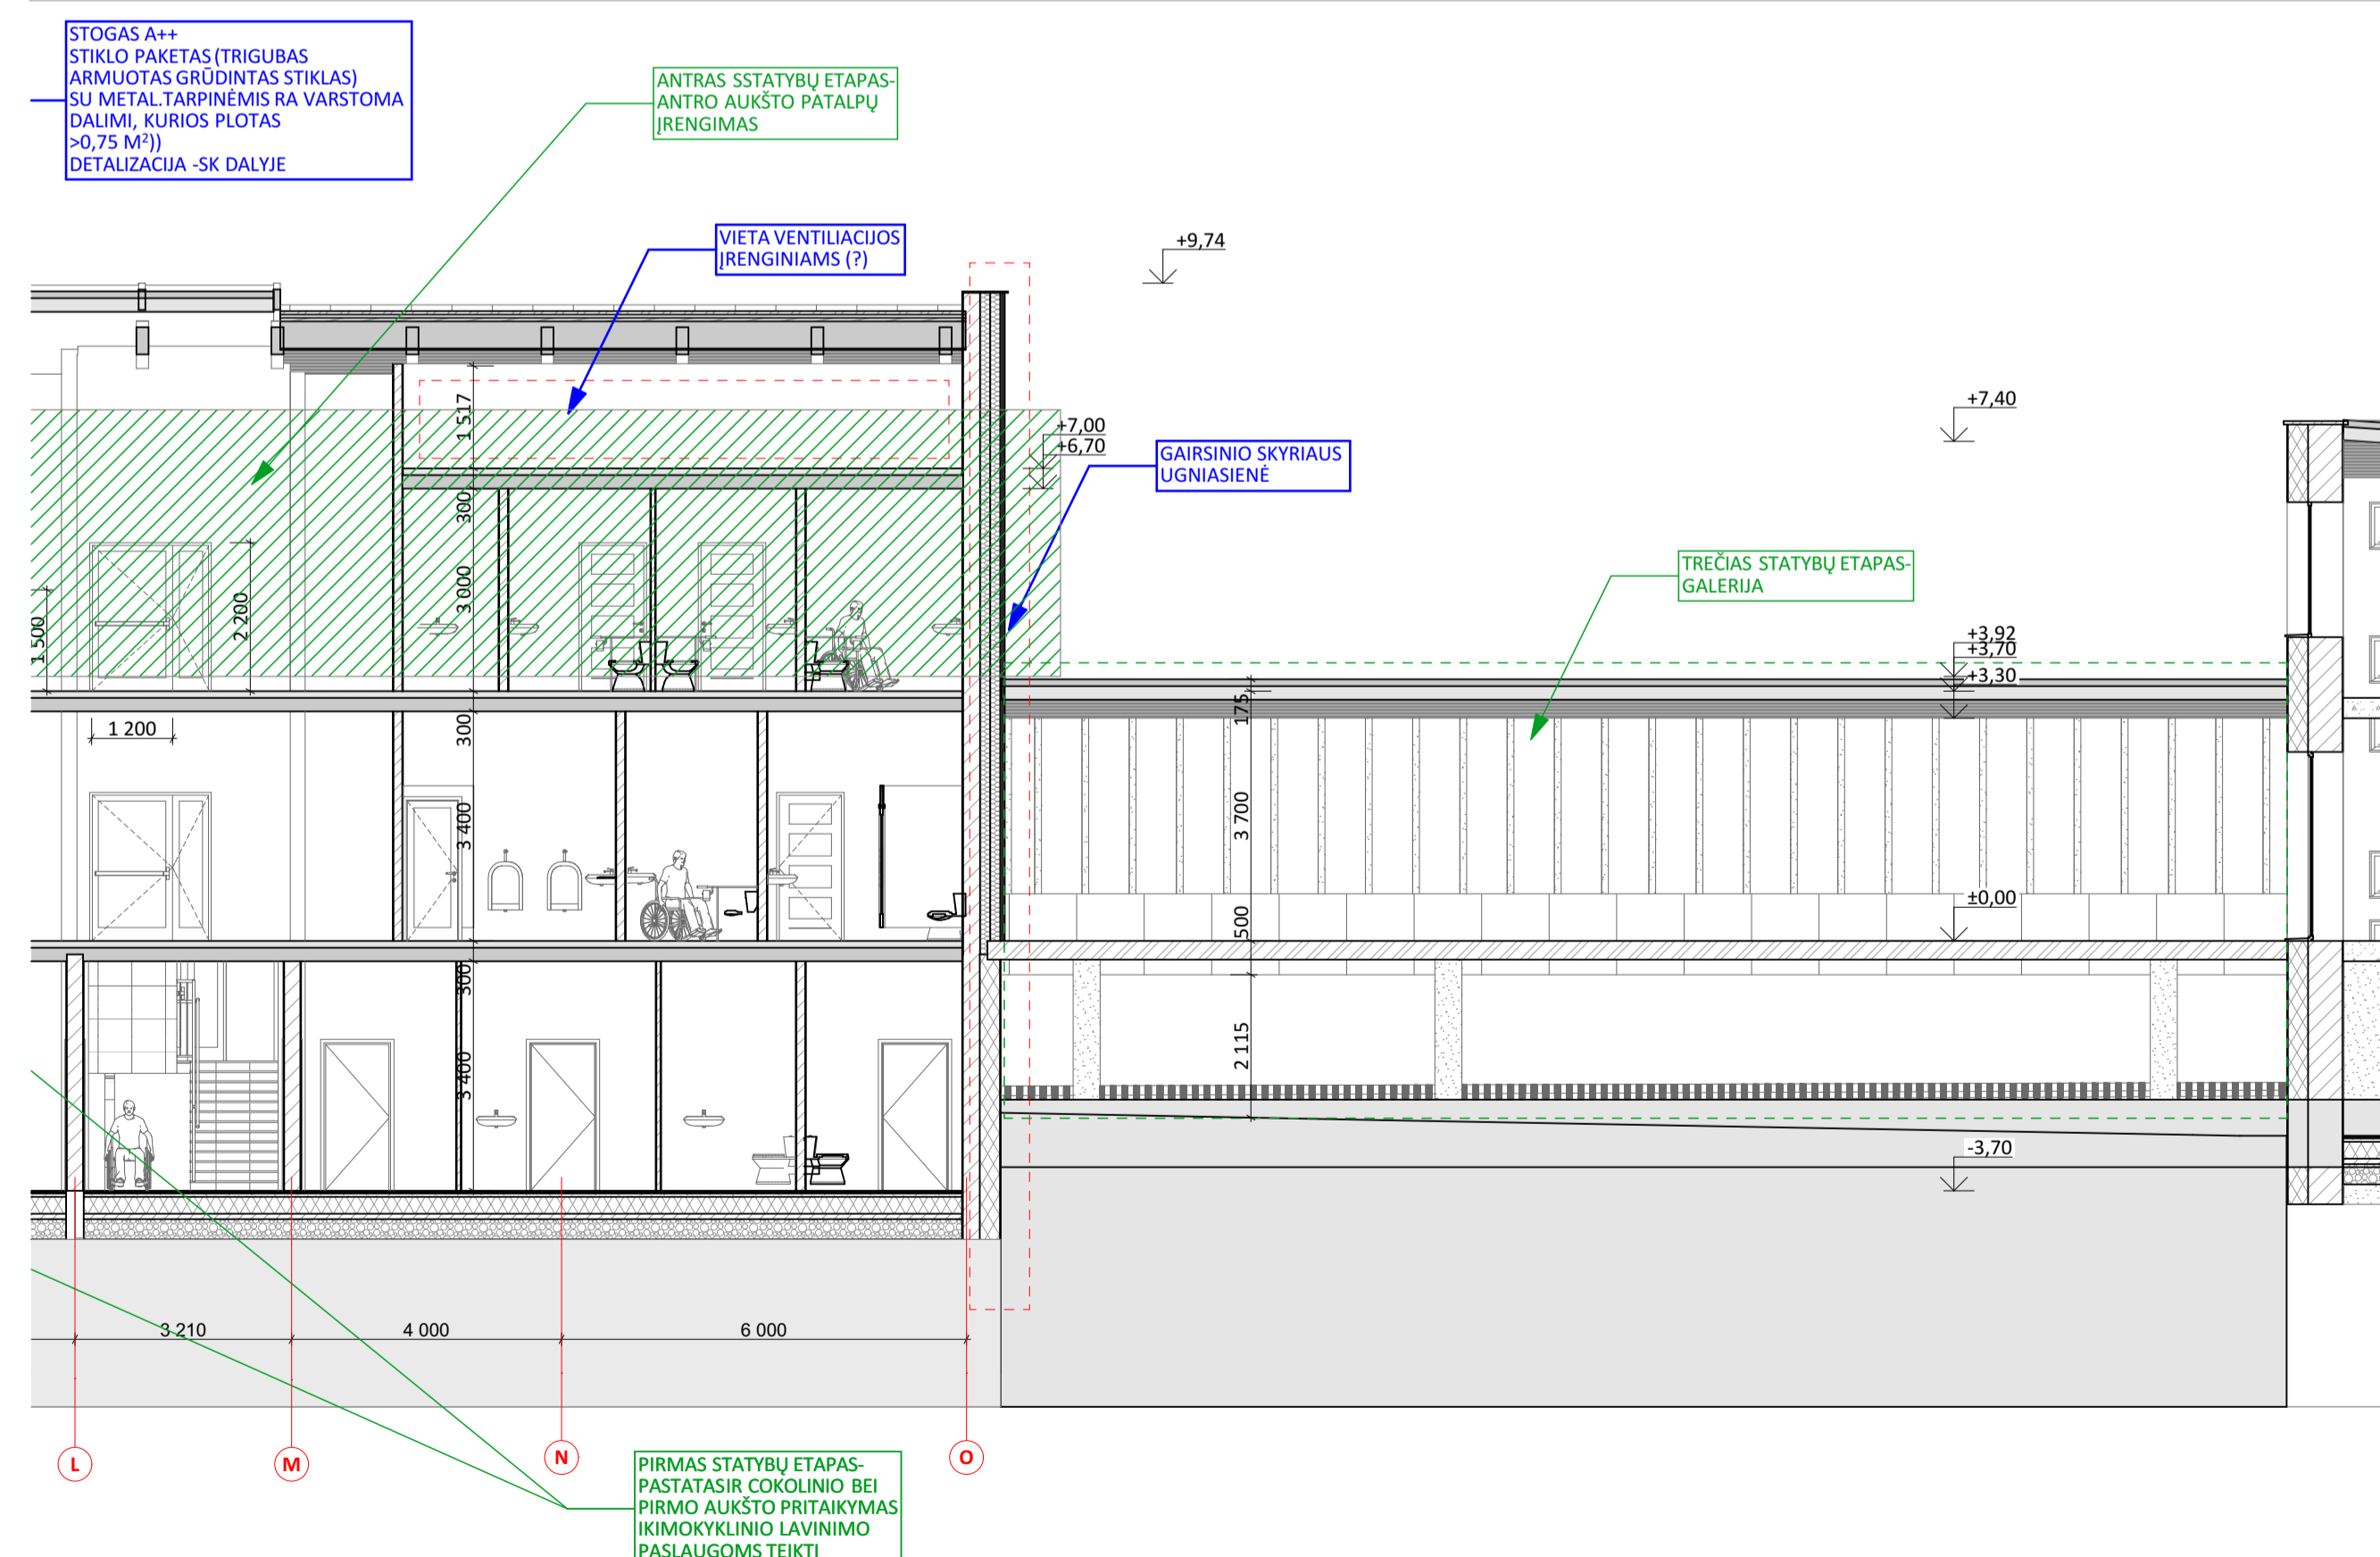 STOGAS A++
STIKLO PAKETAS (TRIGUBAS
ARMUOTAS GRŪDINTAS STIKLAS)
SU METAL.TARPINĖMIS RA VARSTOMA
DALIMI, KURIOS PLOTAS
>0,75 M²))
DETALIZACIJA -SK DALYJE
ANTRAS SSTATYBŲ ETAPAS-
ANTRO AUKŠTO PATALPŲ
ĮRENGIMAS
VIETA VENTILIACIJOS
ĮRENGINIAMS (?)
+9,74
+7,40
1 517
+7,00
+6,70
GAIRSINIO SKYRIAUS
UGNIASIENĖ
300
TREČIAS STATYBŲ ETAPAS-
GALERIJA
3 000
2 200
1 500
+3,92
+3,70
+3,30
175
300
1 200
3 400
3 700
±0,00
500
300
2 115
3 400
-3,70
3 210
4 000
6 000
L
M
N
O
PIRMAS STATYBŲ ETAPAS-
PASTATASIR COKOLINIO BEI
PIRMO AUKŠTO PRITAIKYMAS
IKIMOKYKLINIO LAVINIMO
PASLAUGOMS TEIKTI